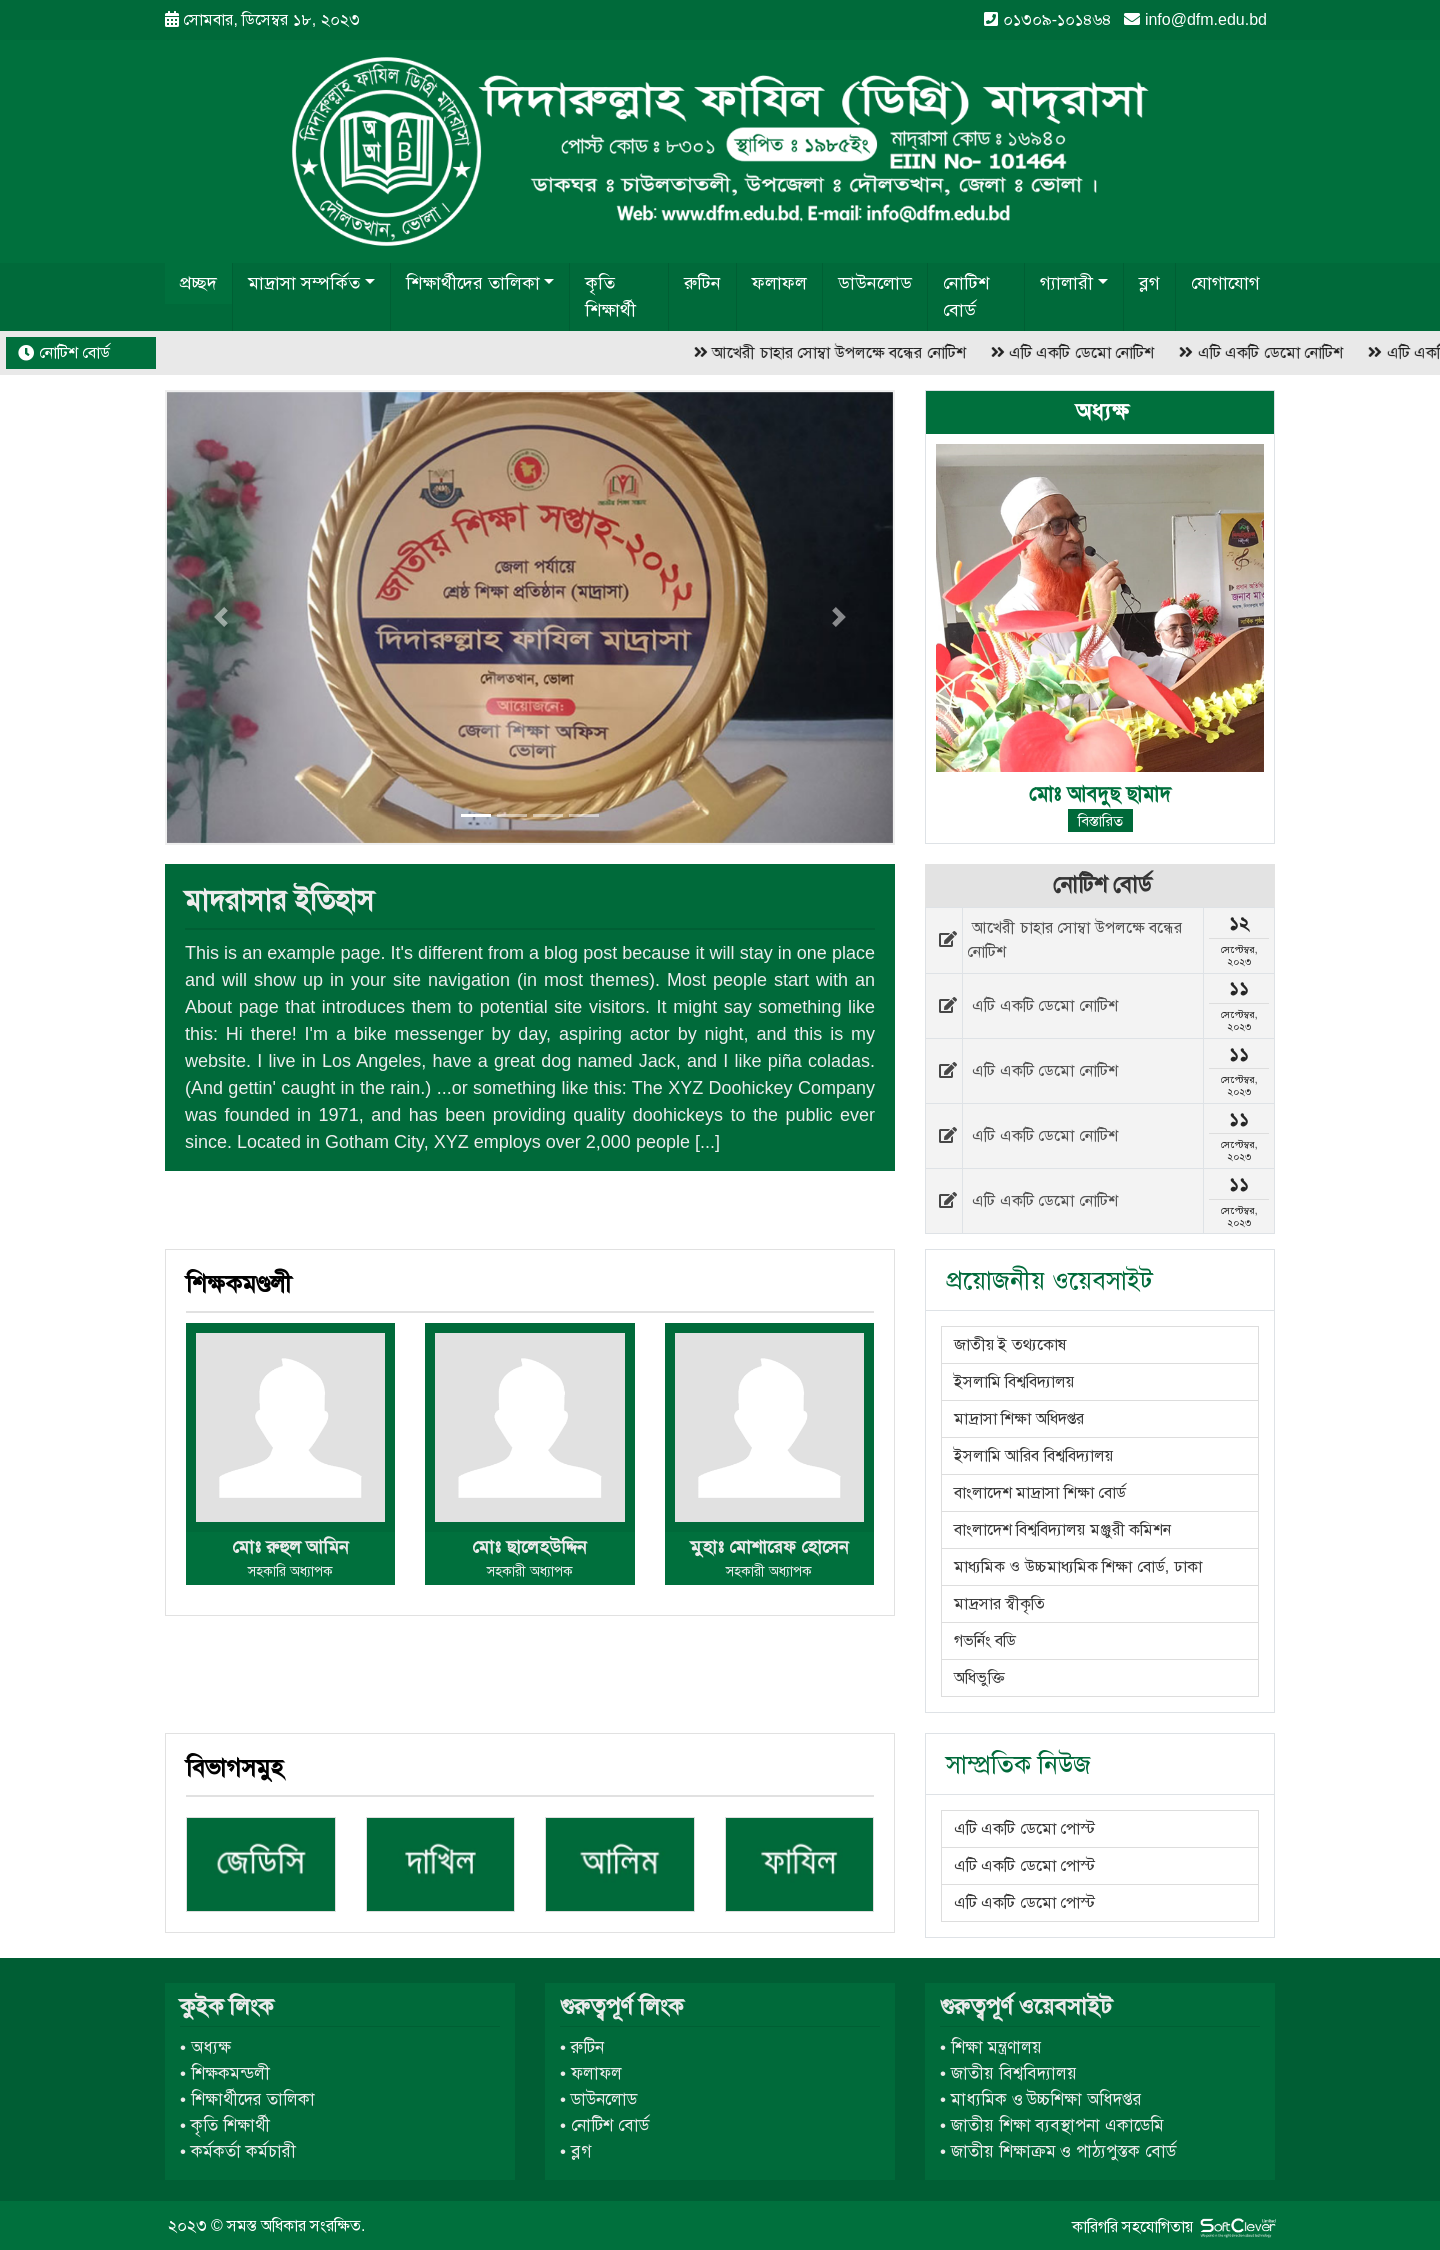 সোমবার, ডিসেম্বর ১৮, ২০২৩
০১৩০৯-১০১৪৬৪ info@dfm.edu.bd
দিদারুল্লাহ ফাযিল ডিগ্রি মাদ্রাসা
অ A
আ B
দৌলতখান, ভোলা।
দিদারুল্লাহ ফাযিল (ডিগ্রি) মাদ্রাসা
পোস্ট কোড ঃ ৮৩০১ স্থাপিত ঃ ১৯৮৫ইং মাদ্রাসা কোড ঃ ১৬৯৪০
EIIN No- 101464
ডাকঘর ঃ চাউলতাতলী, উপজেলা ঃ দৌলতখান, জেলা ঃ ভোলা ।
Web: www.dfm.edu.bd, E-mail: info@dfm.edu.bd
প্রচ্ছদ মাদ্রাসা সম্পর্কিত শিক্ষার্থীদের তালিকা কৃতি শিক্ষার্থী রুটিন ফলাফল ডাউনলোড নোটিশ বোর্ড গ্যালারী ব্লগ যোগাযোগ
নোটিশ বোর্ড
» আখেরী চাহার সোম্বা উপলক্ষে বন্ধের নোটিশ » এটি একটি ডেমো নোটিশ » এটি একটি ডেমো নোটিশ » এটি
জাতীয় শিক্ষা সপ্তাহ-২০২২
জেলা পর্যায়ে
শ্রেষ্ঠ শিক্ষা প্রতিষ্ঠান (মাদ্রাসা)
দিদারুল্লাহ ফাযিল মাদ্রাসা
দৌলতখান, ভোলা
আয়োজনে:
জেলা শিক্ষা অফিস
ভোলা
অধ্যক্ষ
মোঃ আবদুছ ছামাদ
বিস্তারিত
মাদরাসার ইতিহাস
This is an example page. It's different from a blog post because it will stay in one place
and will show up in your site navigation (in most themes). Most people start with an
About page that introduces them to potential site visitors. It might say something like
this: Hi there! I'm a bike messenger by day, aspiring actor by night, and this is my
website. I live in Los Angeles, have a great dog named Jack, and I like piña coladas.
(And gettin' caught in the rain.) ...or something like this: The XYZ Doohickey Company
was founded in 1971, and has been providing quality doohickeys to the public ever
since. Located in Gotham City, XYZ employs over 2,000 people [...]
নোটিশ বোর্ড
আখেরী চাহার সোম্বা উপলক্ষে বন্ধের
নোটিশ
১২
সেপ্টেম্বর,
২০২৩
এটি একটি ডেমো নোটিশ
১১
সেপ্টেম্বর,
২০২৩
এটি একটি ডেমো নোটিশ
১১
সেপ্টেম্বর,
২০২৩
এটি একটি ডেমো নোটিশ
১১
সেপ্টেম্বর,
২০২৩
এটি একটি ডেমো নোটিশ
১১
সেপ্টেম্বর,
২০২৩
শিক্ষকমণ্ডলী
মোঃ রুহুল আমিন
সহকারি অধ্যাপক
মোঃ ছালেহউদ্দিন
সহকারী অধ্যাপক
মুহাঃ মোশারেফ হোসেন
সহকারী অধ্যাপক
প্রয়োজনীয় ওয়েবসাইট
জাতীয় ই তথ্যকোষ
ইসলামি বিশ্ববিদ্যালয়
মাদ্রাসা শিক্ষা অধিদপ্তর
ইসলামি আরিব বিশ্ববিদ্যালয়
বাংলাদেশ মাদ্রাসা শিক্ষা বোর্ড
বাংলাদেশ বিশ্ববিদ্যালয় মঞ্জুরী কমিশন
মাধ্যমিক ও উচ্চমাধ্যমিক শিক্ষা বোর্ড, ঢাকা
মাদ্রসার স্বীকৃতি
গভর্নিং বডি
অধিভুক্তি
বিভাগসমুহ
জেডিসি দাখিল আলিম ফাযিল
সাম্প্রতিক নিউজ
এটি একটি ডেমো পোস্ট
এটি একটি ডেমো পোস্ট
এটি একটি ডেমো পোস্ট
কুইক লিংক
• অধ্যক্ষ
• শিক্ষকমন্ডলী
• শিক্ষার্থীদের তালিকা
• কৃতি শিক্ষার্থী
• কর্মকর্তা কর্মচারী
গুরুত্বপূর্ণ লিংক
• রুটিন
• ফলাফল
• ডাউনলোড
• নোটিশ বোর্ড
• ব্লগ
গুরুত্বপূর্ণ ওয়েবসাইট
• শিক্ষা মন্ত্রণালয়
• জাতীয় বিশ্ববিদ্যালয়
• মাধ্যমিক ও উচ্চশিক্ষা অধিদপ্তর
• জাতীয় শিক্ষা ব্যবস্থাপনা একাডেমি
• জাতীয় শিক্ষাক্রম ও পাঠ্যপুস্তক বোর্ড
২০২৩ © সমস্ত অধিকার সংরক্ষিত.
কারিগরি সহযোগিতায় SoftClever